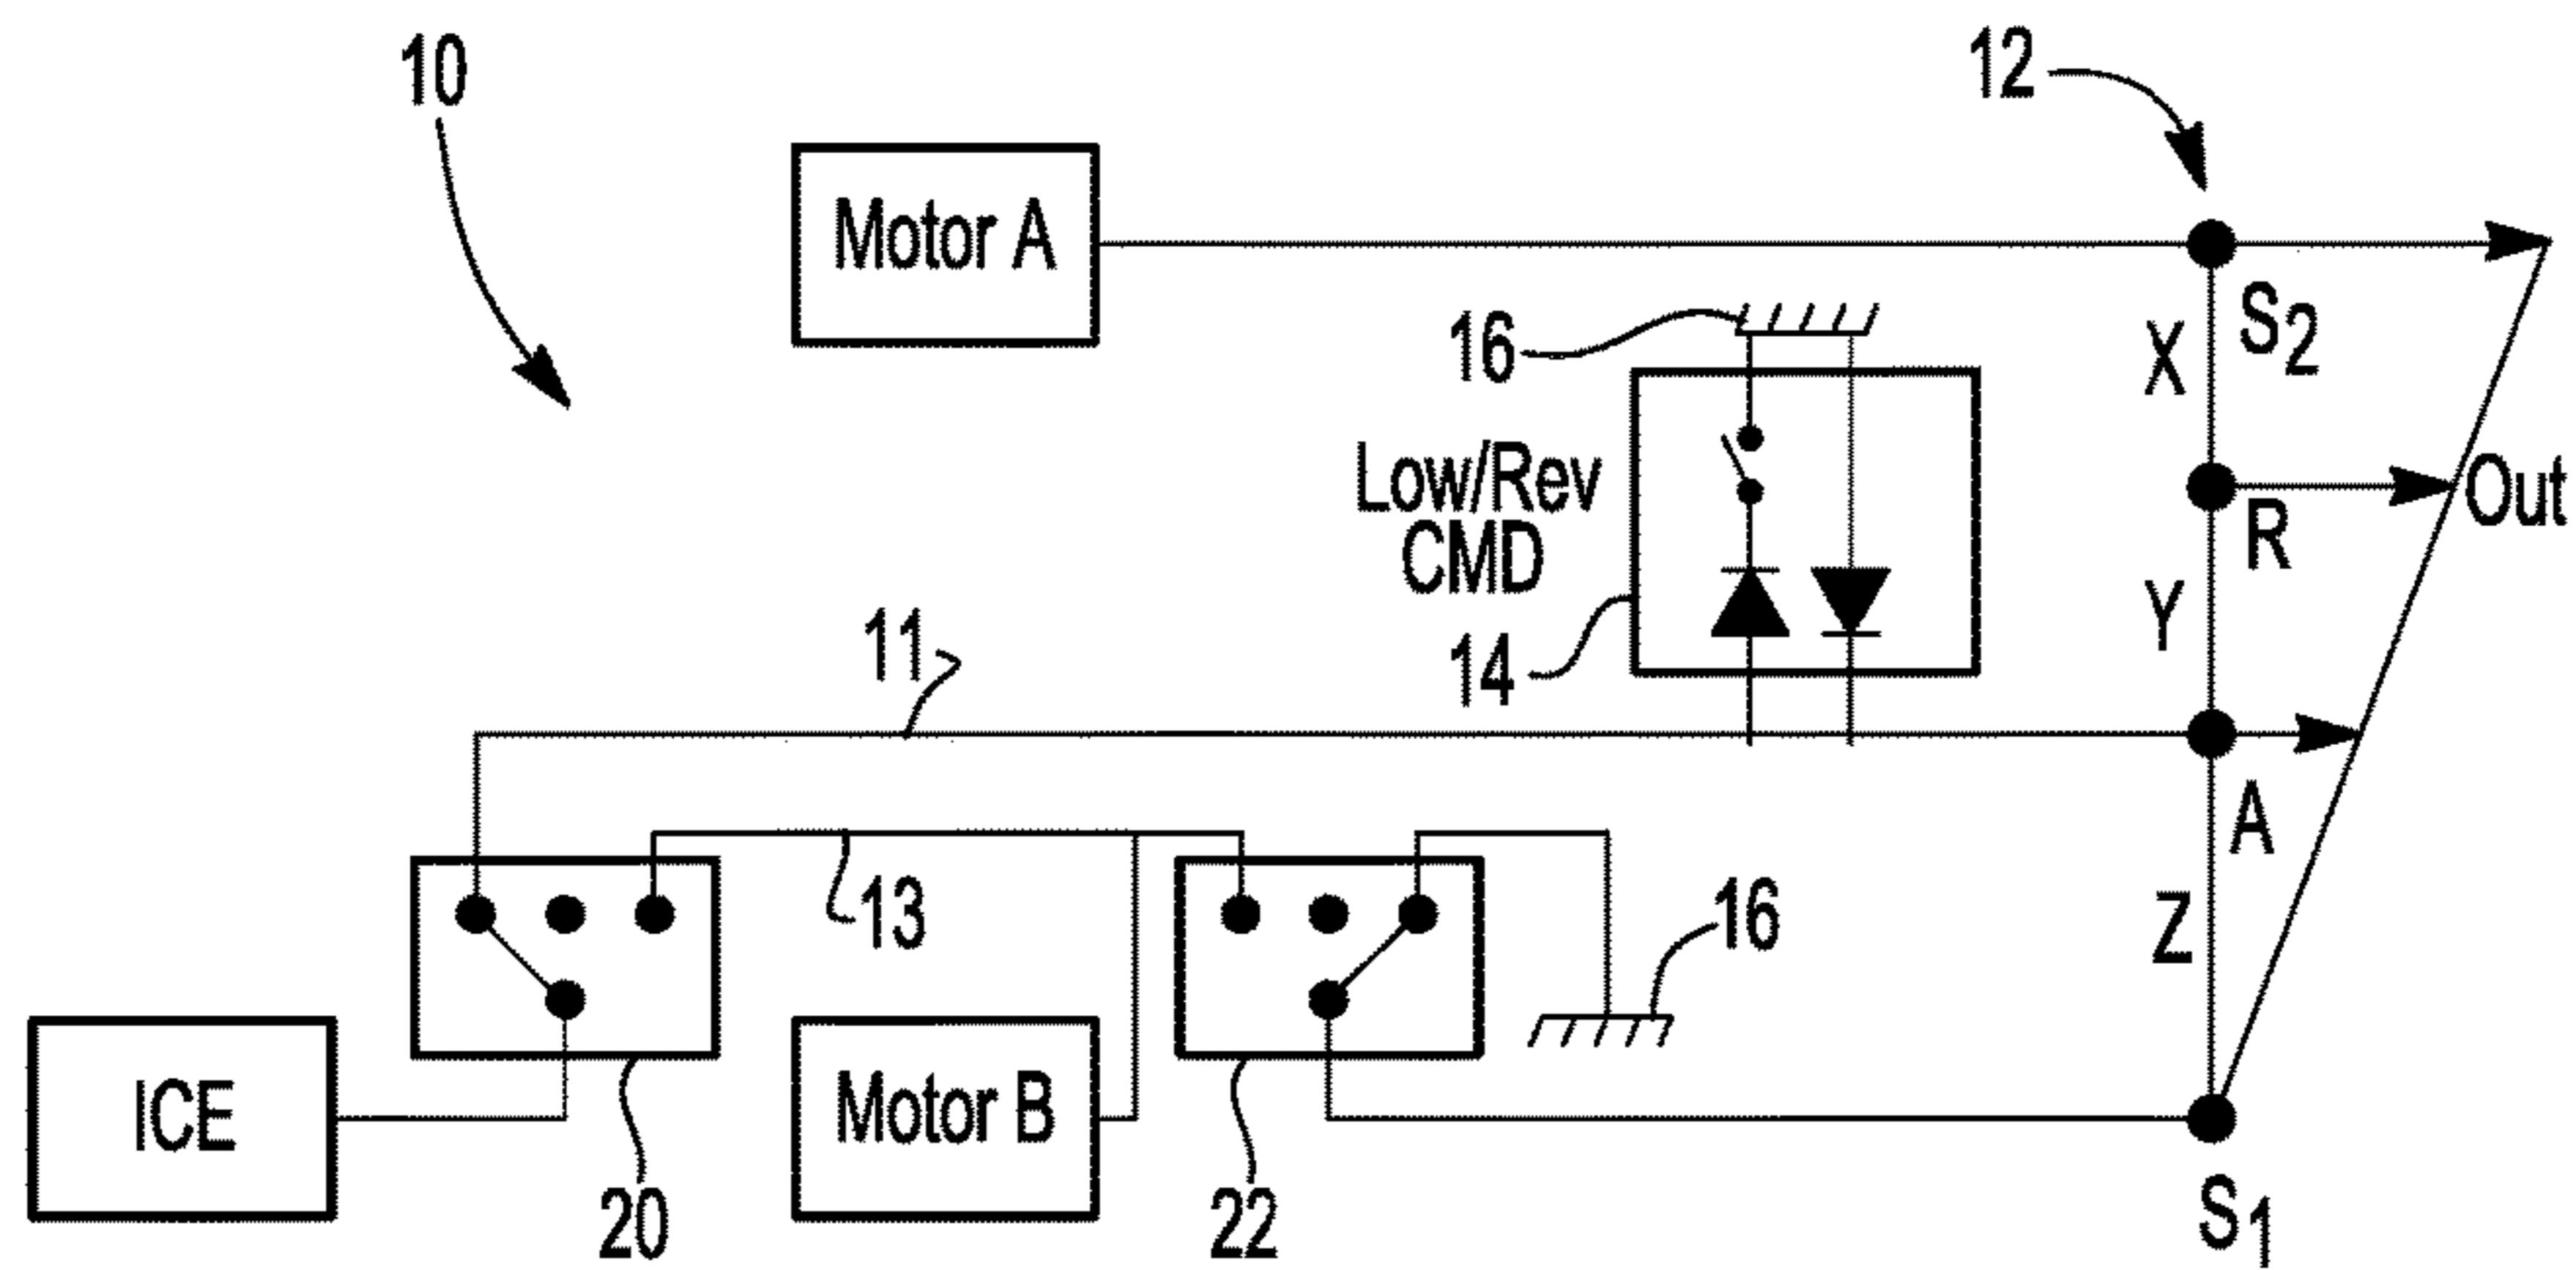 10
12
Motor A
S2
16
X
Low/Rev
CMD
Out
R
14
Y
11
A
13
16
Z
ICE
Motor B
20
22
S1